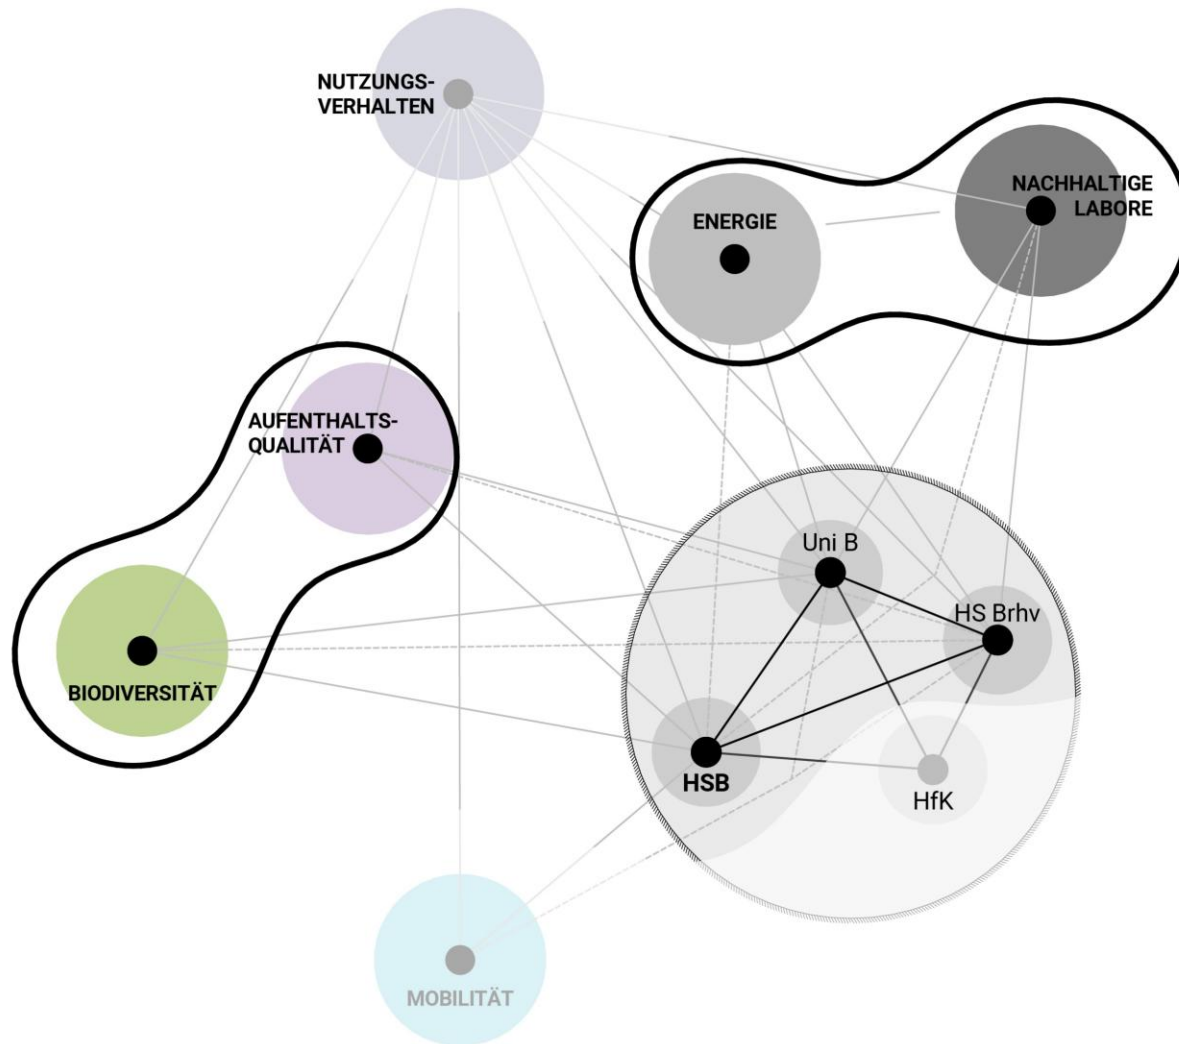 NUTZUNGS-
VERHALTEN
NACHHALTIGE
LABORE
ENERGIE
AUFENTHALTS-
QUALITÄT
Uni B
HS Brhv
BIODIVERSITÄT
HSB
HfK
MOBILITÄT